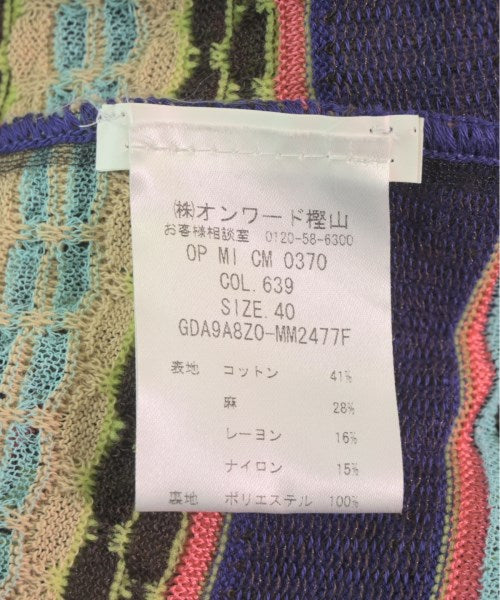 ㈱オンワード樫山
お客様相談室 0120-58-6300
OP MI CM 0370
COL.639
SIZE.40
GDA9A8Z0-MM2477F
表地 コットン 41%
麻 28%
レーヨン 16%
ナイロン 15%
裏地 ポリエステル 100%